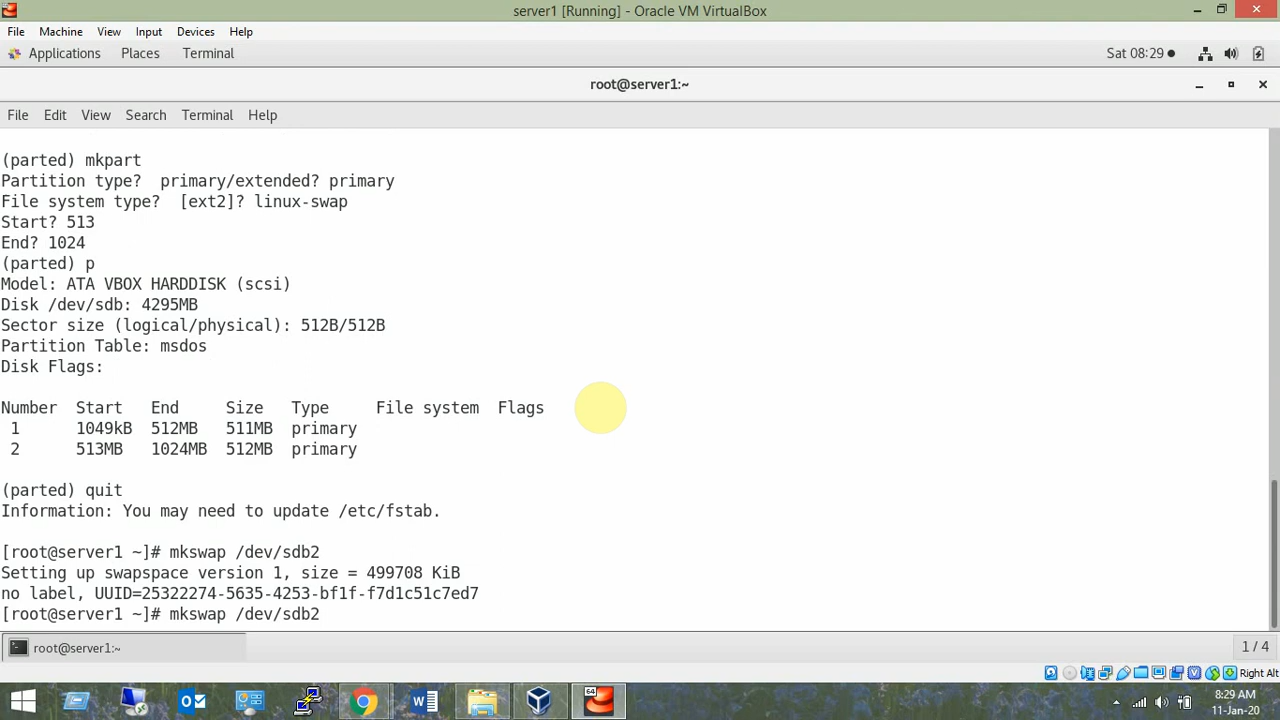 server1 [Running] - Oracle VM VirtualBox
File Machine View Input Devices Help
Applications Places Terminal Sat 08:29
root@server1:~
File Edit View Search Terminal Help
(parted) mkpart
Partition type?  primary/extended? primary
File system type?  [ext2]? linux-swap
Start? 513
End? 1024
(parted) p
Model: ATA VBOX HARDDISK (scsi)
Disk /dev/sdb: 4295MB
Sector size (logical/physical): 512B/512B
Partition Table: msdos
Disk Flags:
Number  Start   End     Size   Type     File system  Flags
1      1049kB  512MB   511MB  primary
2      513MB   1024MB  512MB  primary
(parted) quit
Information: You may need to update /etc/fstab.
[root@server1 ~]# mkswap /dev/sdb2
Setting up swapspace version 1, size = 499708 KiB
no label, UUID=25322274-5635-4253-bf1f-f7d1c51c7ed7
[root@server1 ~]# mkswap /dev/sdb2
root@server1:~ 1 / 4
Right Alt
64
8:29 AM
11-Jan-20